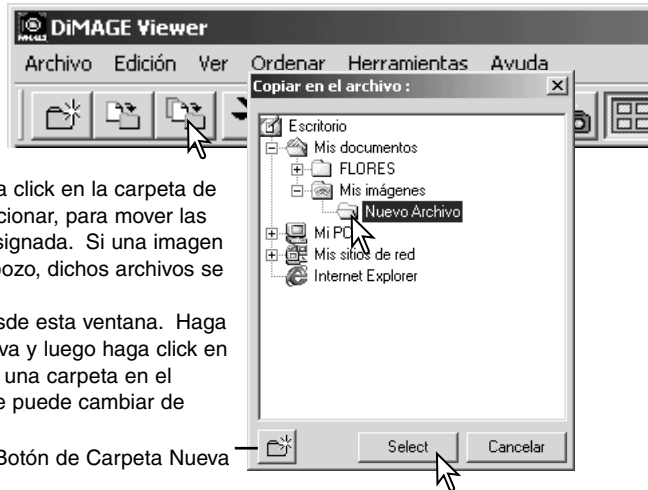 DiMAGE Viewer
Archivo Edición Ver Ordenar Herramientas Ayuda
Copiar en el archivo :
Escritorio
Mis documentos
FLORES
Mis imágenes
Nuevo Archivo
Mi PC
Mis sitios de red
Internet Explorer
Select Cancelar
a click en la carpeta de
cionar, para mover las
signada. Si una imagen
ozo, dichos archivos se
sde esta ventana. Haga
va y luego haga click en
una carpeta en el
e puede cambiar de
Botón de Carpeta Nueva